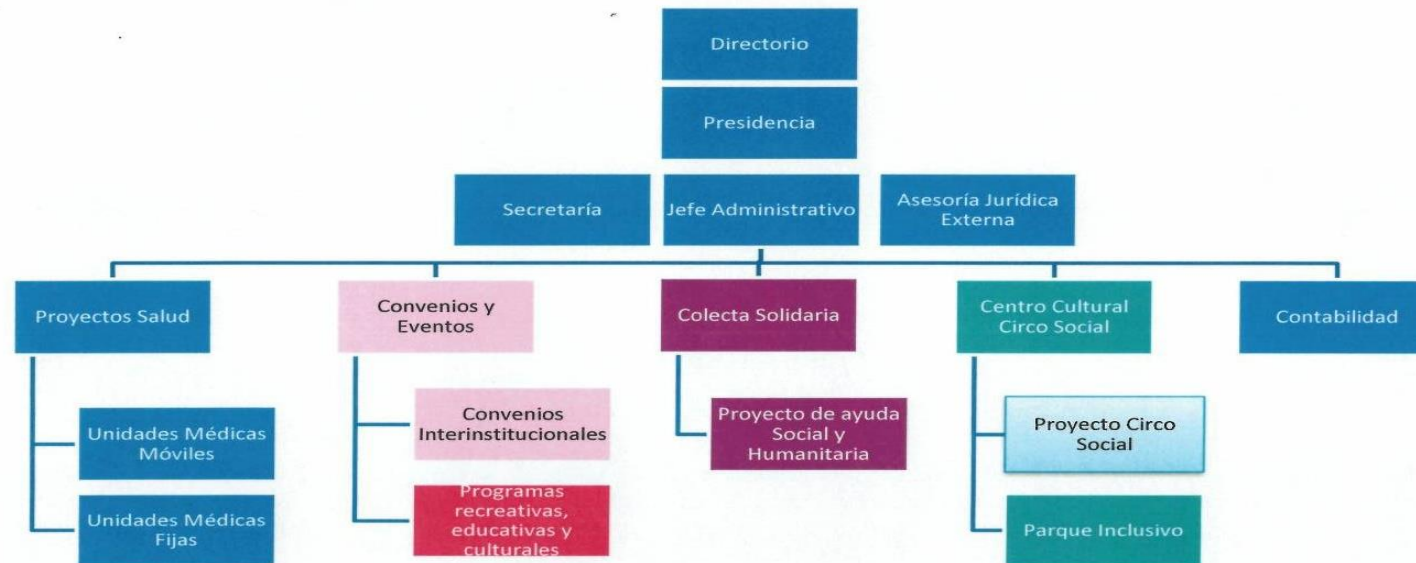 Directorio
Presidencia
Secretaría
Jefe Administrativo
Asesoría Jurídica
Externa
Proyectos Salud
Convenios y
Eventos
Colecta Solidaria
Centro Cultural
Circo Social
Contabilidad
Unidades Médicas
Móviles
Convenios
Interinstitucionales
Proyecto de ayuda
Social y
Humanitaria
Proyecto Circo
Social
Unidades Médicas
Fijas
Programas
recreativas,
educativas y
culturales
Parque Inclusivo